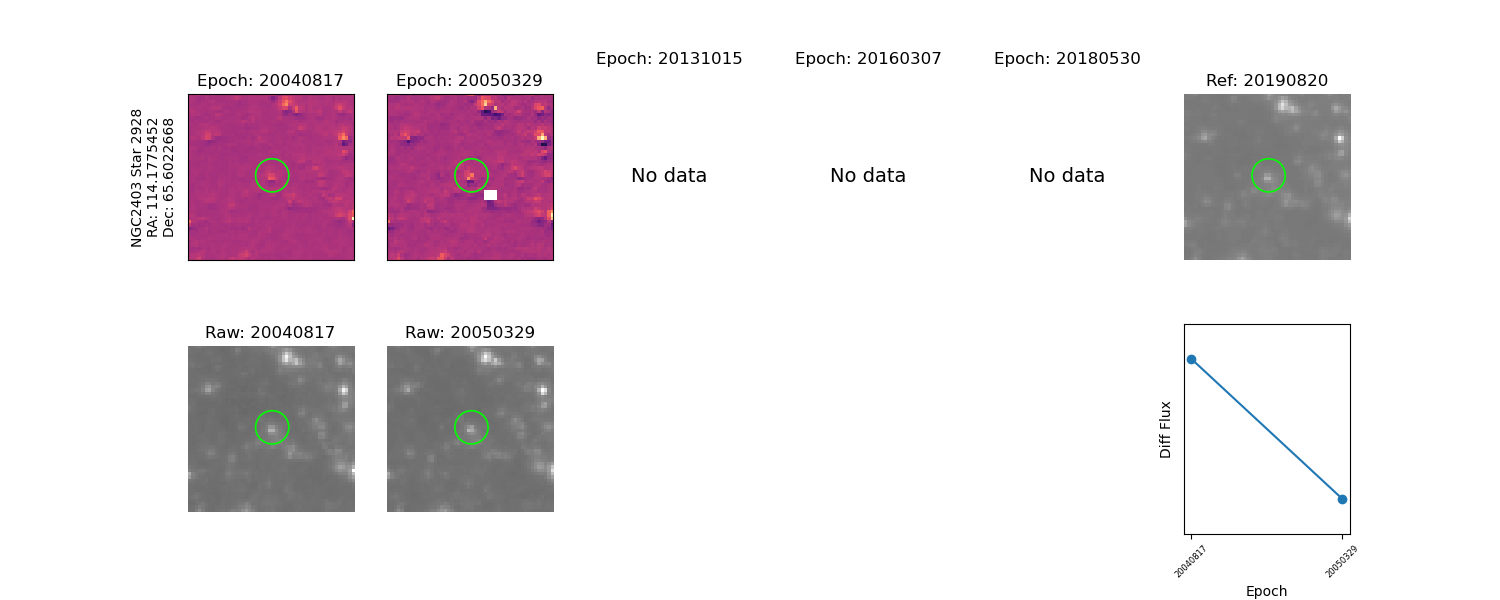 Epoch: 20040817
Epoch: 20050329
Epoch: 20131015
Epoch: 20160307
Epoch: 20180530
Ref: 20190820
NGC2403 Star 2928
RA: 114.1775452
Dec: 65.6022668
No data
No data
No data
Raw: 20040817
Raw: 20050329
Diff Flux
20040817
20050329
Epoch